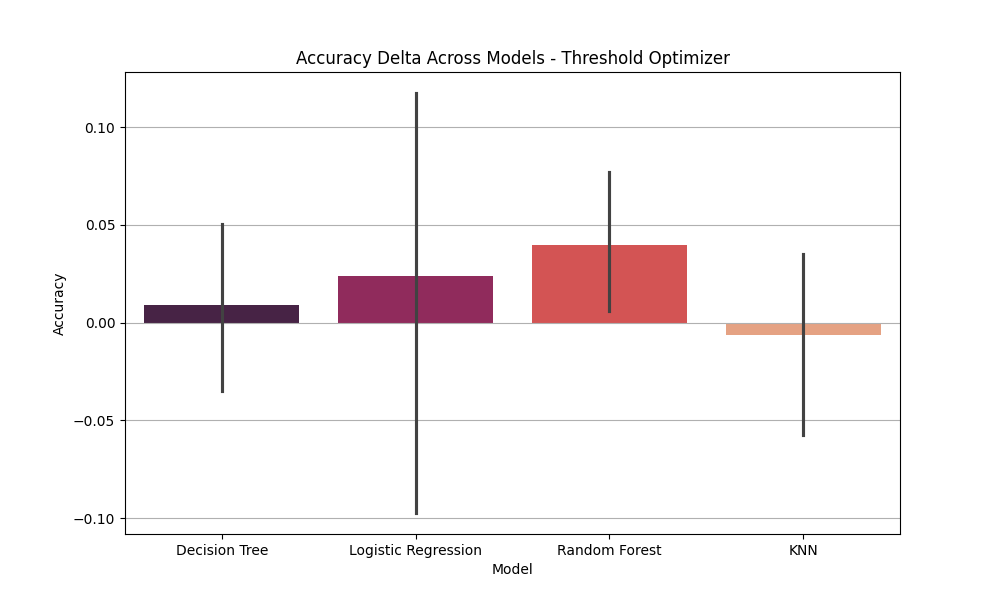 Accuracy Delta Across Models - Threshold Optimizer
0.10
0.05
0.00
−0.05
−0.10
Accuracy
Decision Tree
Logistic Regression
Random Forest
KNN
Model